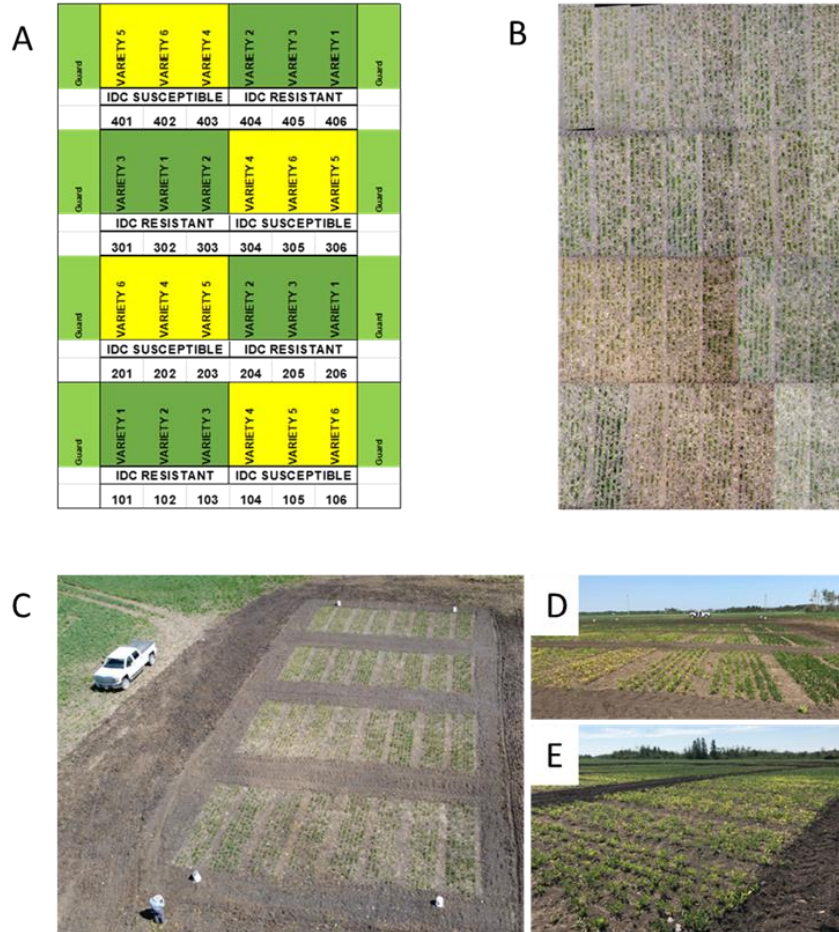 A
Guard
VARIETY 5
VARIETY 6
VARIETY 4
VARIETY 2
VARIETY 3
VARIETY 1
Guard
IDC SUSCEPTIBLE IDC RESISTANT
401 402 403 404 405 406
Guard
VARIETY 3
VARIETY 1
VARIETY 2
VARIETY 4
VARIETY 6
VARIETY 5
Guard
IDC RESISTANT IDC SUSCEPTIBLE
301 302 303 304 305 306
Guard
VARIETY 6
VARIETY 4
VARIETY 5
VARIETY 2
VARIETY 3
VARIETY 1
Guard
IDC SUSCEPTIBLE IDC RESISTANT
201 202 203 204 205 206
Guard
VARIETY 1
VARIETY 2
VARIETY 3
VARIETY 4
VARIETY 5
VARIETY 6
Guard
IDC RESISTANT IDC SUSCEPTIBLE
101 102 103 104 105 106
B
C
D
E